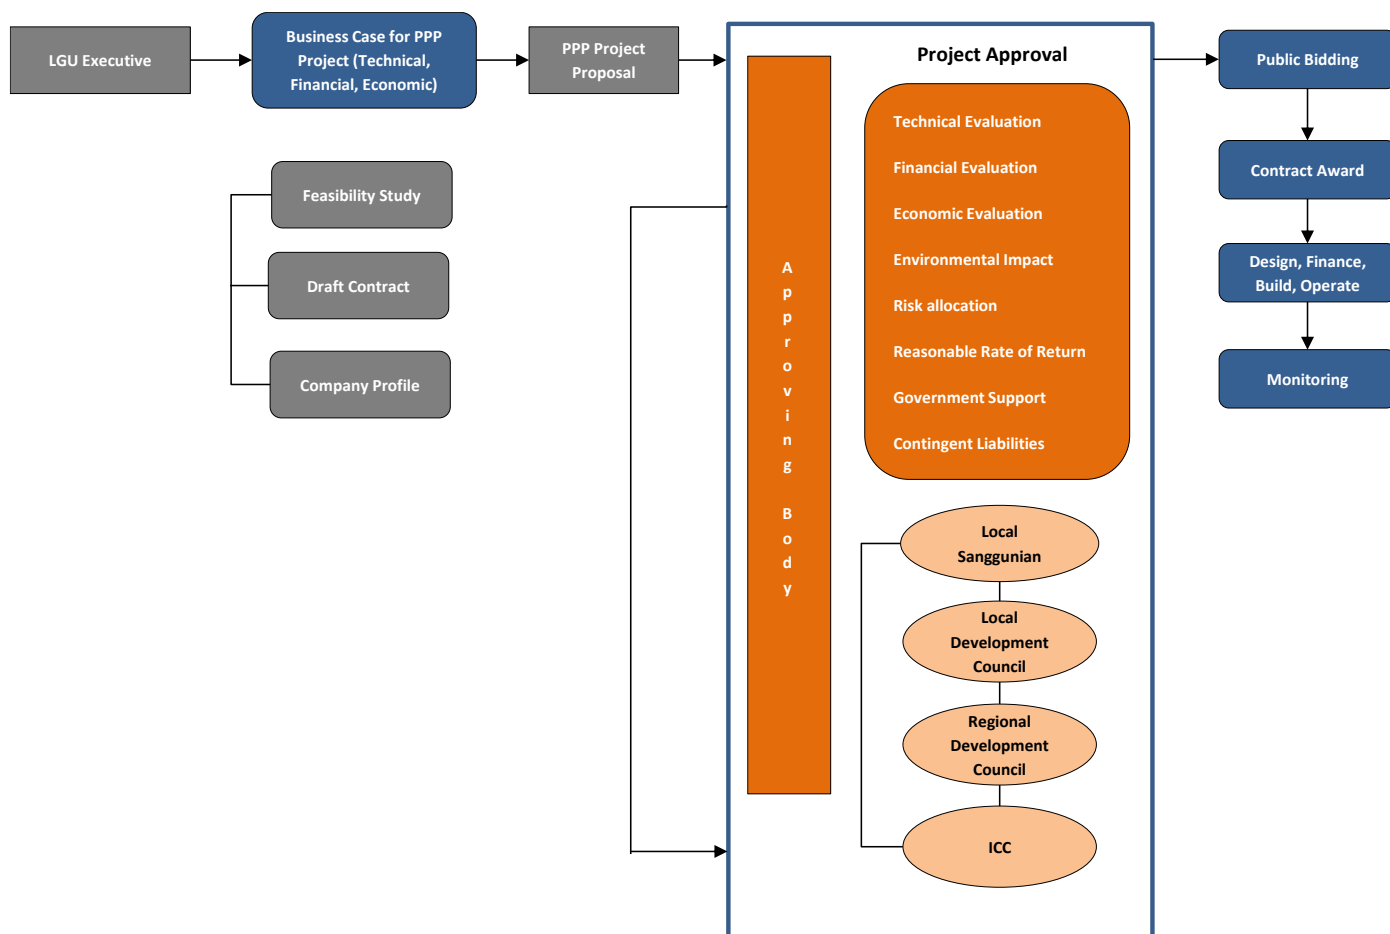 LGU Executive
Business Case for PPP
Project (Technical,
Financial, Economic)
PPP Project
Proposal
Feasibility Study
Draft Contract
Company Profile
Project Approval
Approving Body
Technical Evaluation
Financial Evaluation
Economic Evaluation
Environmental Impact
Risk allocation
Reasonable Rate of Return
Government Support
Contingent Liabilities
Local
Sanggunian
Local
Development
Council
Regional
Development
Council
ICC
Public Bidding
Contract Award
Design, Finance,
Build, Operate
Monitoring